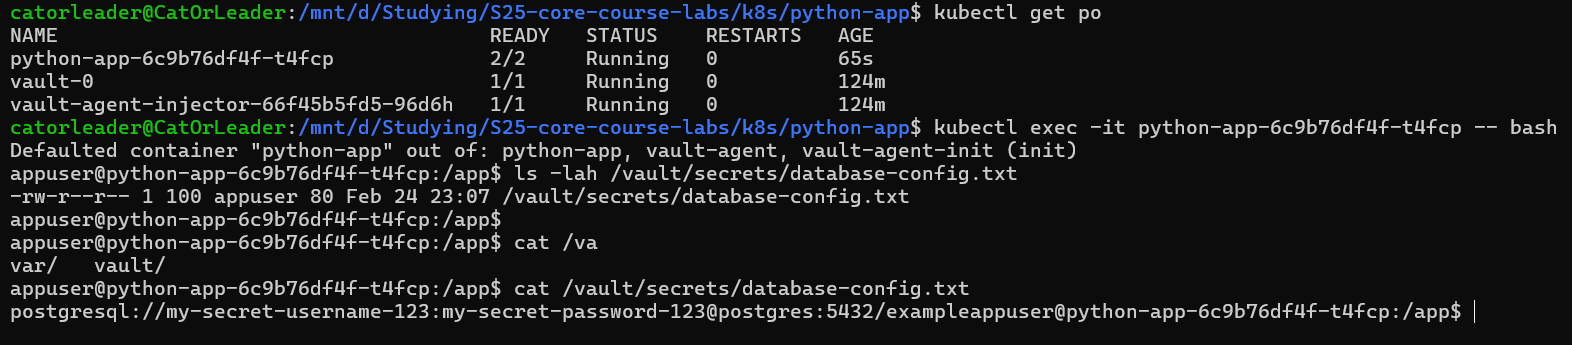 catorleader@CatOrLeader:/mnt/d/Studying/S25-core-course-labs/k8s/python-app$ kubectl get po
NAME                                    READY   STATUS    RESTARTS   AGE
python-app-6c9b76df4f-t4fcp             2/2     Running   0          65s
vault-0                                 1/1     Running   0          124m
vault-agent-injector-66f45b5fd5-96d6h   1/1     Running   0          124m
catorleader@CatOrLeader:/mnt/d/Studying/S25-core-course-labs/k8s/python-app$ kubectl exec -it python-app-6c9b76df4f-t4fcp -- bash
Defaulted container "python-app" out of: python-app, vault-agent, vault-agent-init (init)
appuser@python-app-6c9b76df4f-t4fcp:/app$ ls -lah /vault/secrets/database-config.txt
-rw-r--r-- 1 100 appuser 80 Feb 24 23:07 /vault/secrets/database-config.txt
appuser@python-app-6c9b76df4f-t4fcp:/app$
appuser@python-app-6c9b76df4f-t4fcp:/app$ cat /va
var/   vault/
appuser@python-app-6c9b76df4f-t4fcp:/app$ cat /vault/secrets/database-config.txt
postgresql://my-secret-username-123:my-secret-password-123@postgres:5432/exampleappuser@python-app-6c9b76df4f-t4fcp:/app$